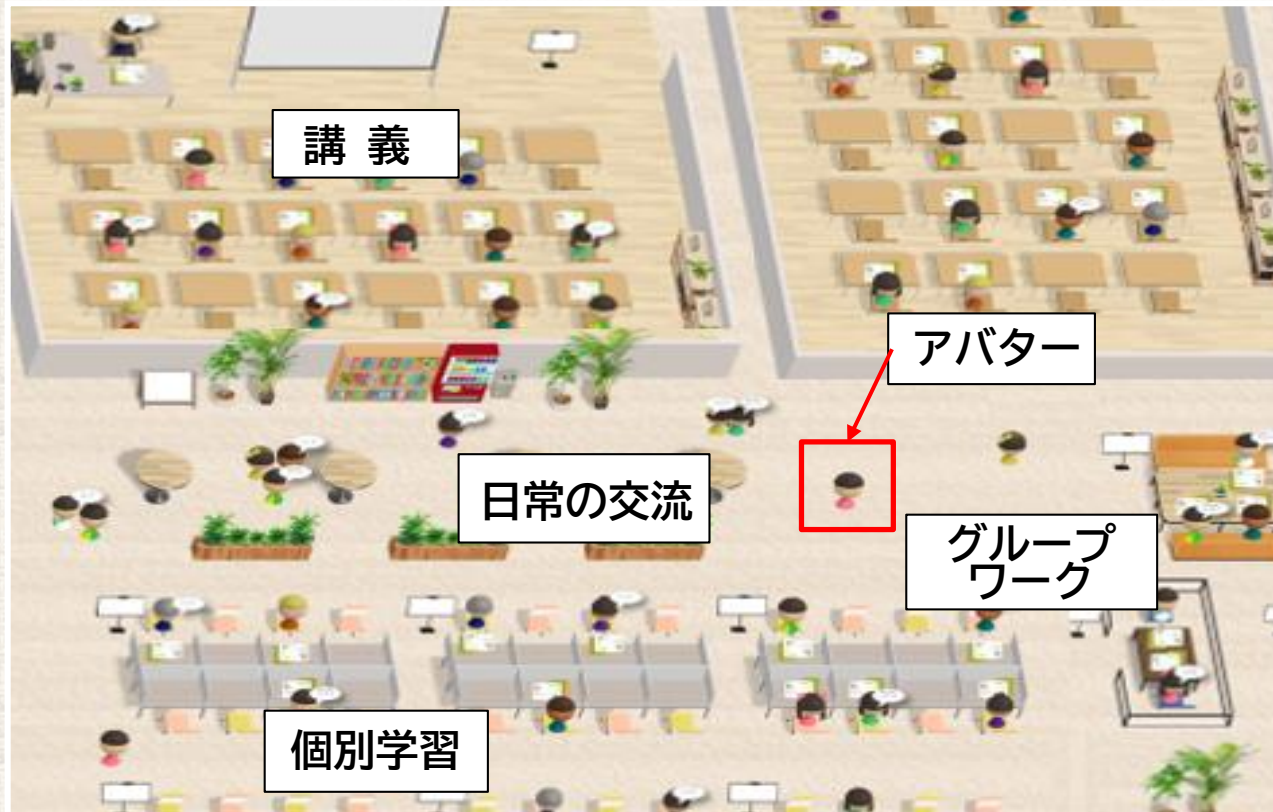 講 義
アバター
日常の交流
グループ
ワーク
個別学習